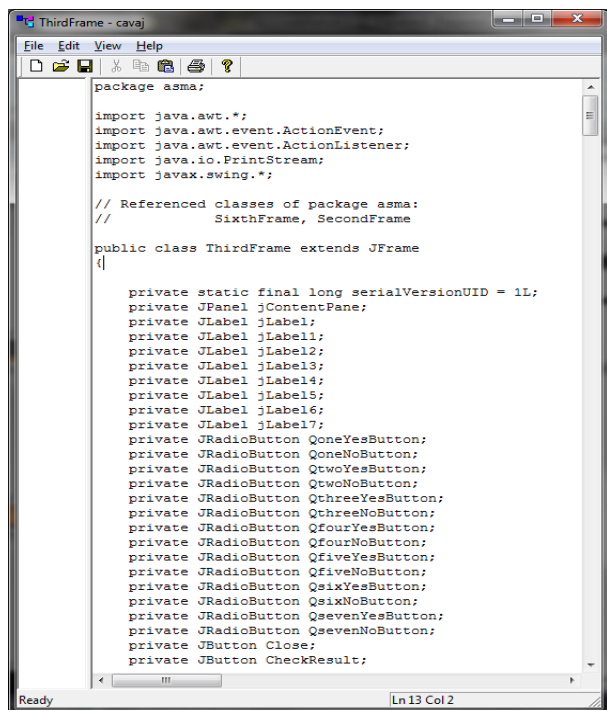 ThirdFrame - cavaj
File Edit View Help
package asma;
import java.awt.*;
import java.awt.event.ActionEvent;
import java.awt.event.ActionListener;
import java.io.PrintStream;
import javax.swing.*;
// Referenced classes of package asma:
//            SixthFrame, SecondFrame
public class ThirdFrame extends JFrame
{
    private static final long serialVersionUID = 1L;
    private JPanel jContentPane;
    private JLabel jLabel;
    private JLabel jLabel1;
    private JLabel jLabel2;
    private JLabel jLabel3;
    private JLabel jLabel4;
    private JLabel jLabel5;
    private JLabel jLabel6;
    private JLabel jLabel7;
    private JRadioButton QoneYesButton;
    private JRadioButton QoneNoButton;
    private JRadioButton QtwoYesButton;
    private JRadioButton QtwoNoButton;
    private JRadioButton QthreeYesButton;
    private JRadioButton QthreeNoButton;
    private JRadioButton QfourYesButton;
    private JRadioButton QfourNoButton;
    private JRadioButton QfiveYesButton;
    private JRadioButton QfiveNoButton;
    private JRadioButton QsixYesButton;
    private JRadioButton QsixNoButton;
    private JRadioButton QsevenYesButton;
    private JRadioButton QsevenNoButton;
    private JButton Close;
    private JButton CheckResult;
Ready
Ln 13 Col 2